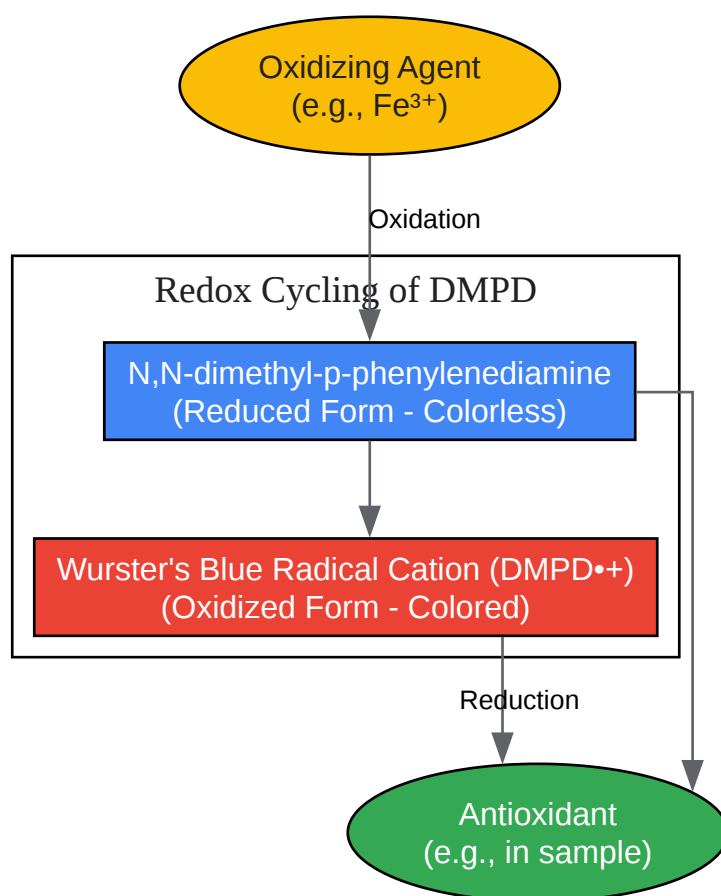 Oxidizing Agent
(e.g., Fe³⁺)
Oxidation
Redox Cycling of DMPD
N,N-dimethyl-p-phenylenediamine
(Reduced Form - Colorless)
Wurster's Blue Radical Cation (DMPD•+)
(Oxidized Form - Colored)
Reduction
Antioxidant
(e.g., in sample)